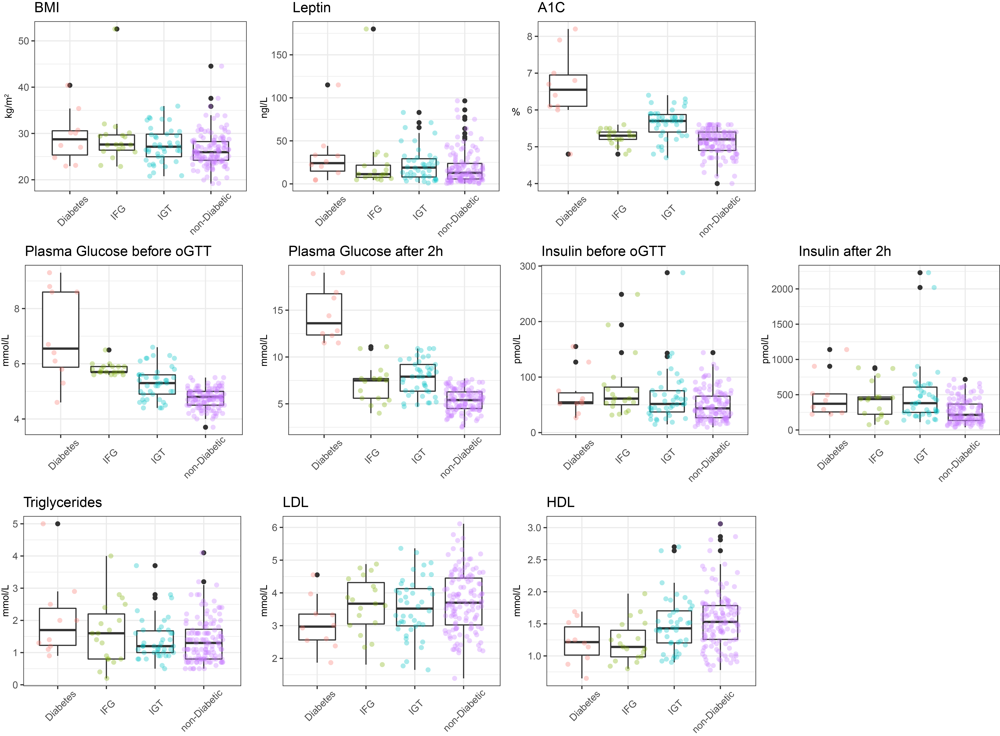 BMI
Leptin
A1C
kg/m²
50
40
30
20
Diabetes
IFG
IGT
non-Diabetic
ngl/L
150
100
50
0
Diabetes
IFG
IGT
non-Diabetic
%
8
7
6
5
4
Diabetes
IFG
IGT
non-Diabetic
Plasma Glucose before oGTT
Plasma Glucose after 2h
Insulin before oGTT
Insulin after 2h
mmol/L
8
6
4
Diabetes
IFG
IGT
non-Diabetic
mmol/L
15
10
5
Diabetes
IFG
IGT
non-Diabetic
pmol/L
300
200
100
0
Diabetes
IFG
IGT
non-Diabetic
pmol/L
2000
1500
1000
500
0
Diabetes
IFG
IGT
non-Diabetic
Triglycerides
LDL
HDL
mmol/L
5
4
3
2
1
0
Diabetes
IFG
IGT
non-Diabetic
mmol/L
6
5
4
3
2
Diabetes
IFG
IGT
non-Diabetic
mmol/L
3.0
2.5
2.0
1.5
1.0
Diabetes
IFG
IGT
non-Diabetic